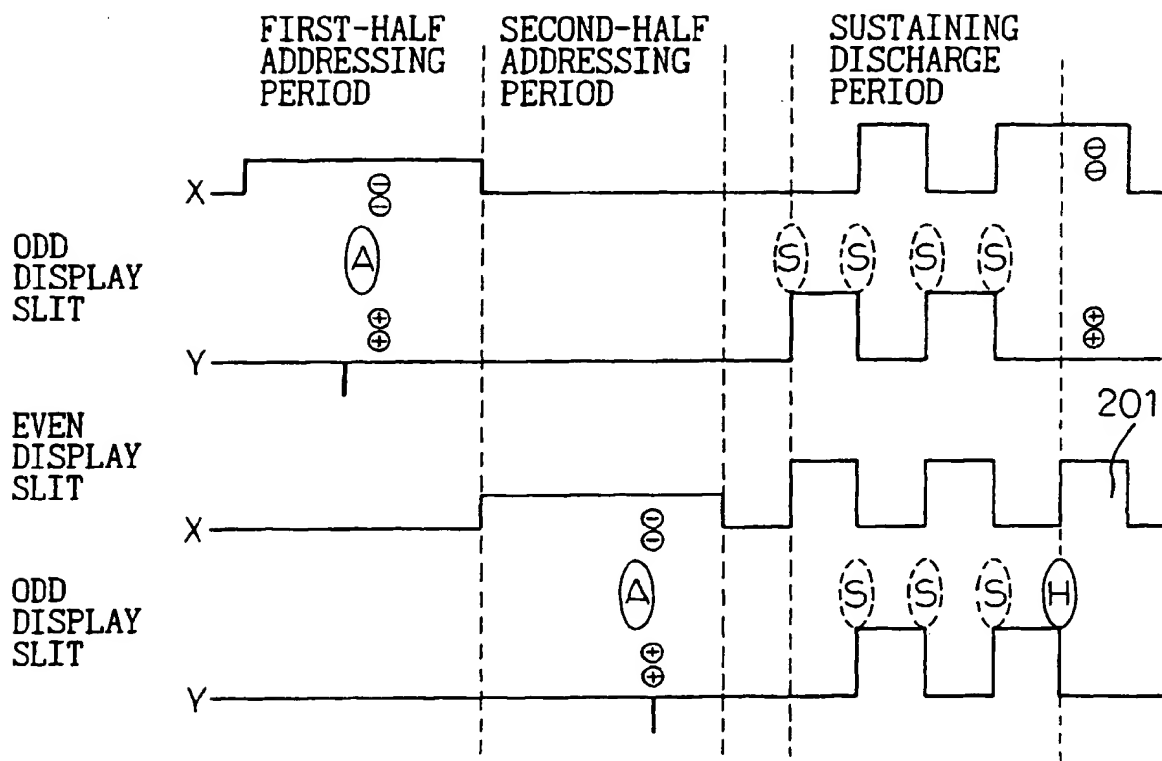 FIRST-HALF
ADDRESSING
PERIOD
SECOND-HALF
ADDRESSING
PERIOD
SUSTAINING
DISCHARGE
PERIOD
X
⊖
⊖
ODD
DISPLAY
SLIT
A
S S S S
⊕
⊕
Y
⊖
⊖
⊕
⊕
EVEN
DISPLAY
SLIT
201
X
⊖
⊖
ODD
DISPLAY
SLIT
A
S S S H
⊕
⊕
Y